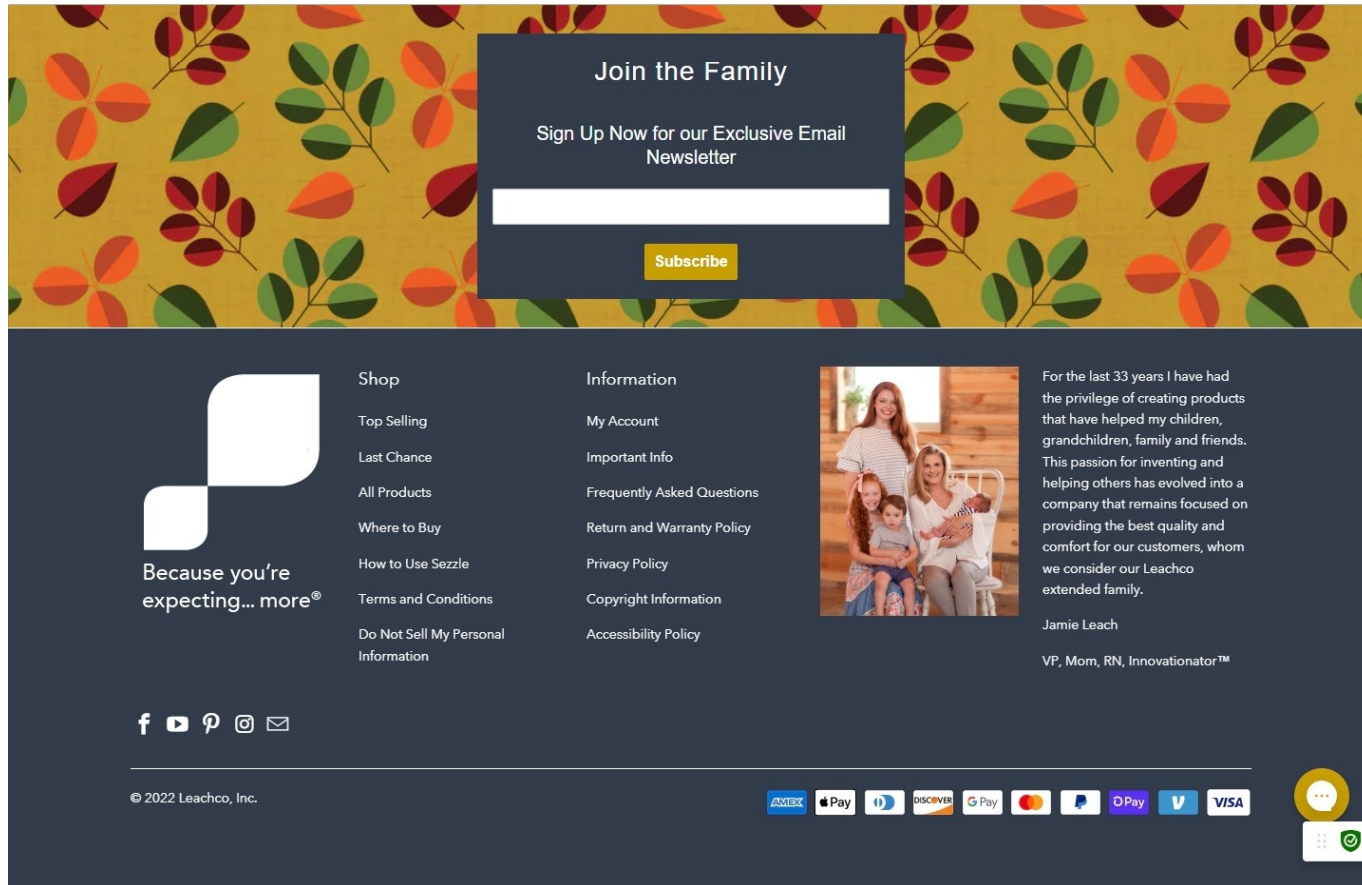 Join the Family
Sign Up Now for our Exclusive Email
Newsletter
Subscribe
Because you're
expecting... more®
Shop
Top Selling
Last Chance
All Products
Where to Buy
How to Use Sezzle
Terms and Conditions
Do Not Sell My Personal
Information
Information
My Account
Important Info
Frequently Asked Questions
Return and Warranty Policy
Privacy Policy
Copyright Information
Accessibility Policy
For the last 33 years I have had
the privilege of creating products
that have helped my children,
grandchildren, family and friends.
This passion for inventing and
helping others has evolved into a
company that remains focused on
providing the best quality and
comfort for our customers, whom
we consider our Leachco
extended family.
Jamie Leach
VP, Mom, RN, Innovationator™
© 2022 Leachco, Inc.
AMEX
Pay
DISCOVER
G Pay
Pay
VISA